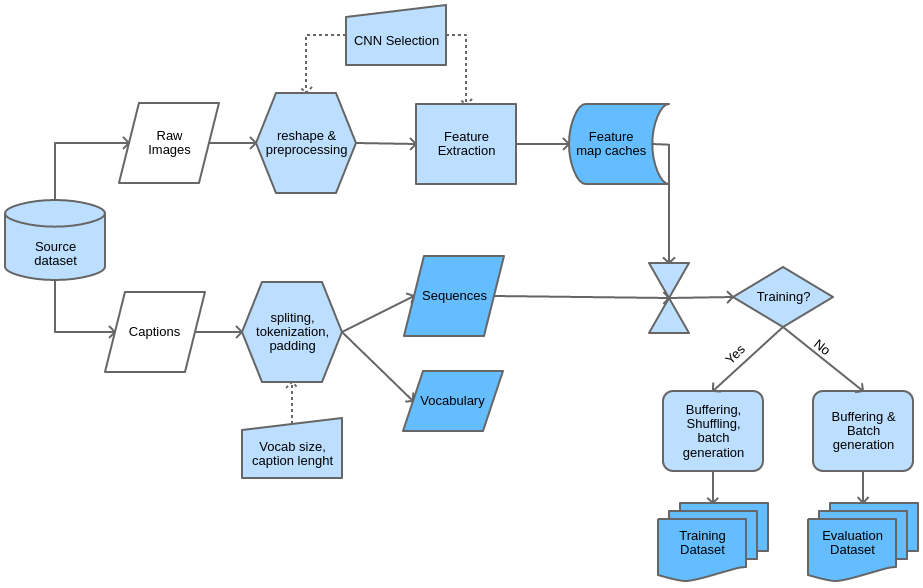 CNN Selection
Raw
Images
reshape &
preprocessing
Feature
Extraction
Feature
map caches
Source
dataset
Captions
spliting,
tokenization,
padding
Sequences
Training?
Vocabulary
Vocab size,
caption lenght
Yes
No
Buffering,
Shuffling,
batch
generation
Buffering &
Batch
generation
Training
Dataset
Evaluation
Dataset